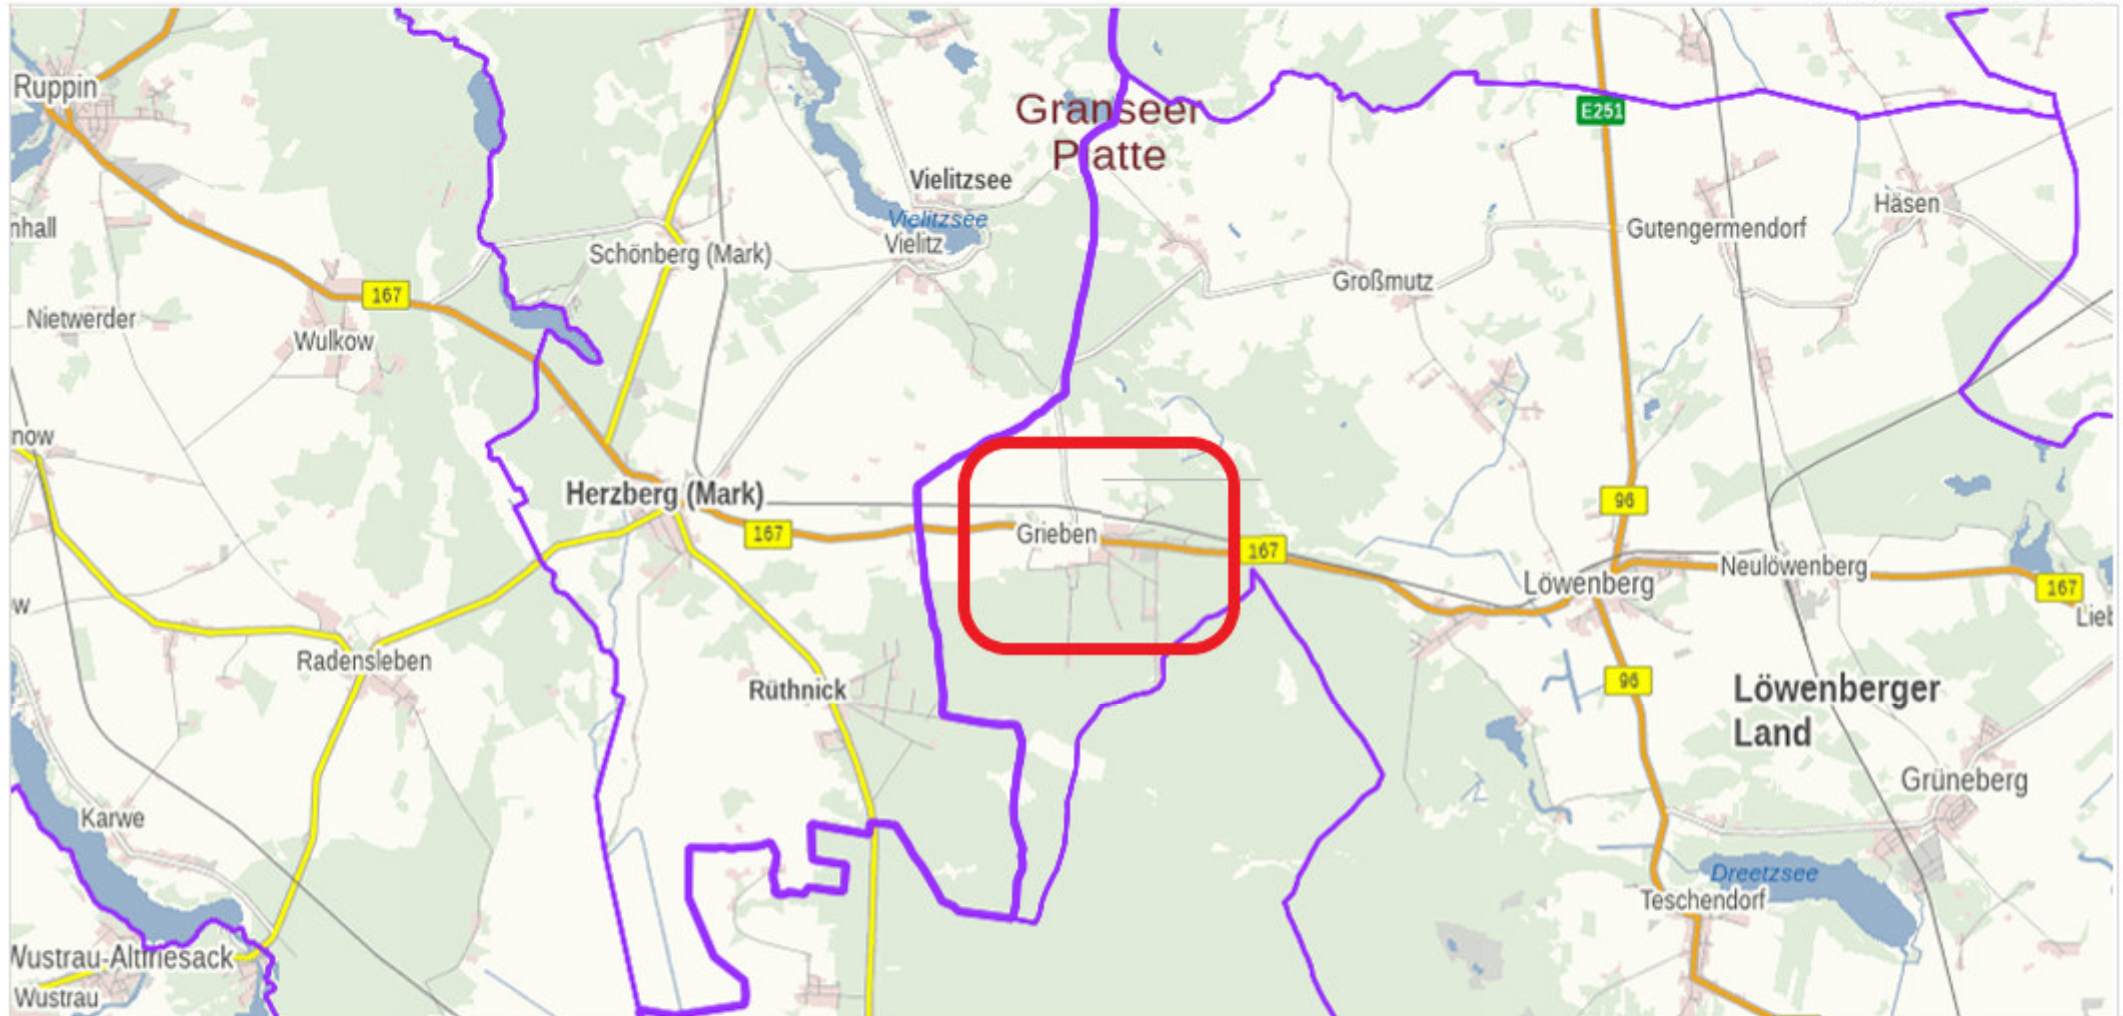 Ruppin
E251
Granseer
Platte
Vielitzsee
Häsen
Vielitzsee
nhall
Gutengermendorf
Vielitz
Schönberg (Mark)
Großmutz
167
Nietwerder
Wulkow
now
Herzberg (Mark)
96
167
Grieben
167
Neulöwenberg
Löwenberg
167
Lieb
w
Radensleben
96
Rüthnick
Löwenberger
Land
Grüneberg
Karwe
Dreetzsee
Teschendorf
Wustrau-Altfriesack
Wustrau